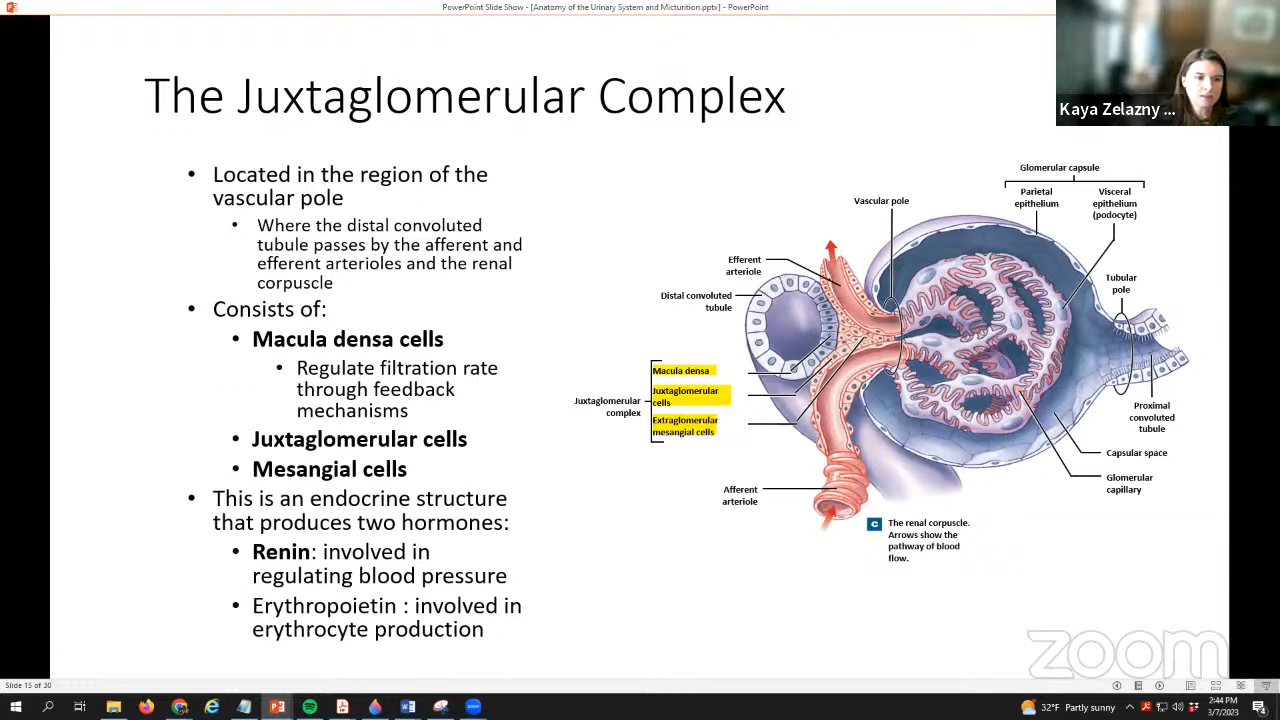 PowerPoint Slide Show - [Anatomy of the Urinary System and Micturition.pptx] - PowerPoint
Kaya Zelazny ...
The Juxtaglomerular Complex
• Located in the region of the
vascular pole
• Where the distal convoluted
tubule passes by the afferent and
efferent arterioles and the renal
corpuscle
• Consists of:
• Macula densa cells
• Regulate filtration rate
through feedback
mechanisms
• Juxtaglomerular cells
• Mesangial cells
• This is an endocrine structure
that produces two hormones:
• Renin: involved in
regulating blood pressure
• Erythropoietin : involved in
erythrocyte production
Glomerular capsule
Parietal
epithelium
Visceral
epithelium
(podocyte)
Vascular pole
Efferent
arteriole
Distal convoluted
tubule
Tubular
pole
Macula densa
Juxtaglomerular
cells
Extraglomerular
mesangial cells
Juxtaglomerular
complex
Afferent
arteriole
Proximal
convoluted
tubule
Capsular space
Glomerular
capillary
C The renal corpuscle.
Arrows show the
pathway of blood
flow.
zoom
Slide 15 of 30
32°F Partly sunny
2:44 PM
3/7/2023